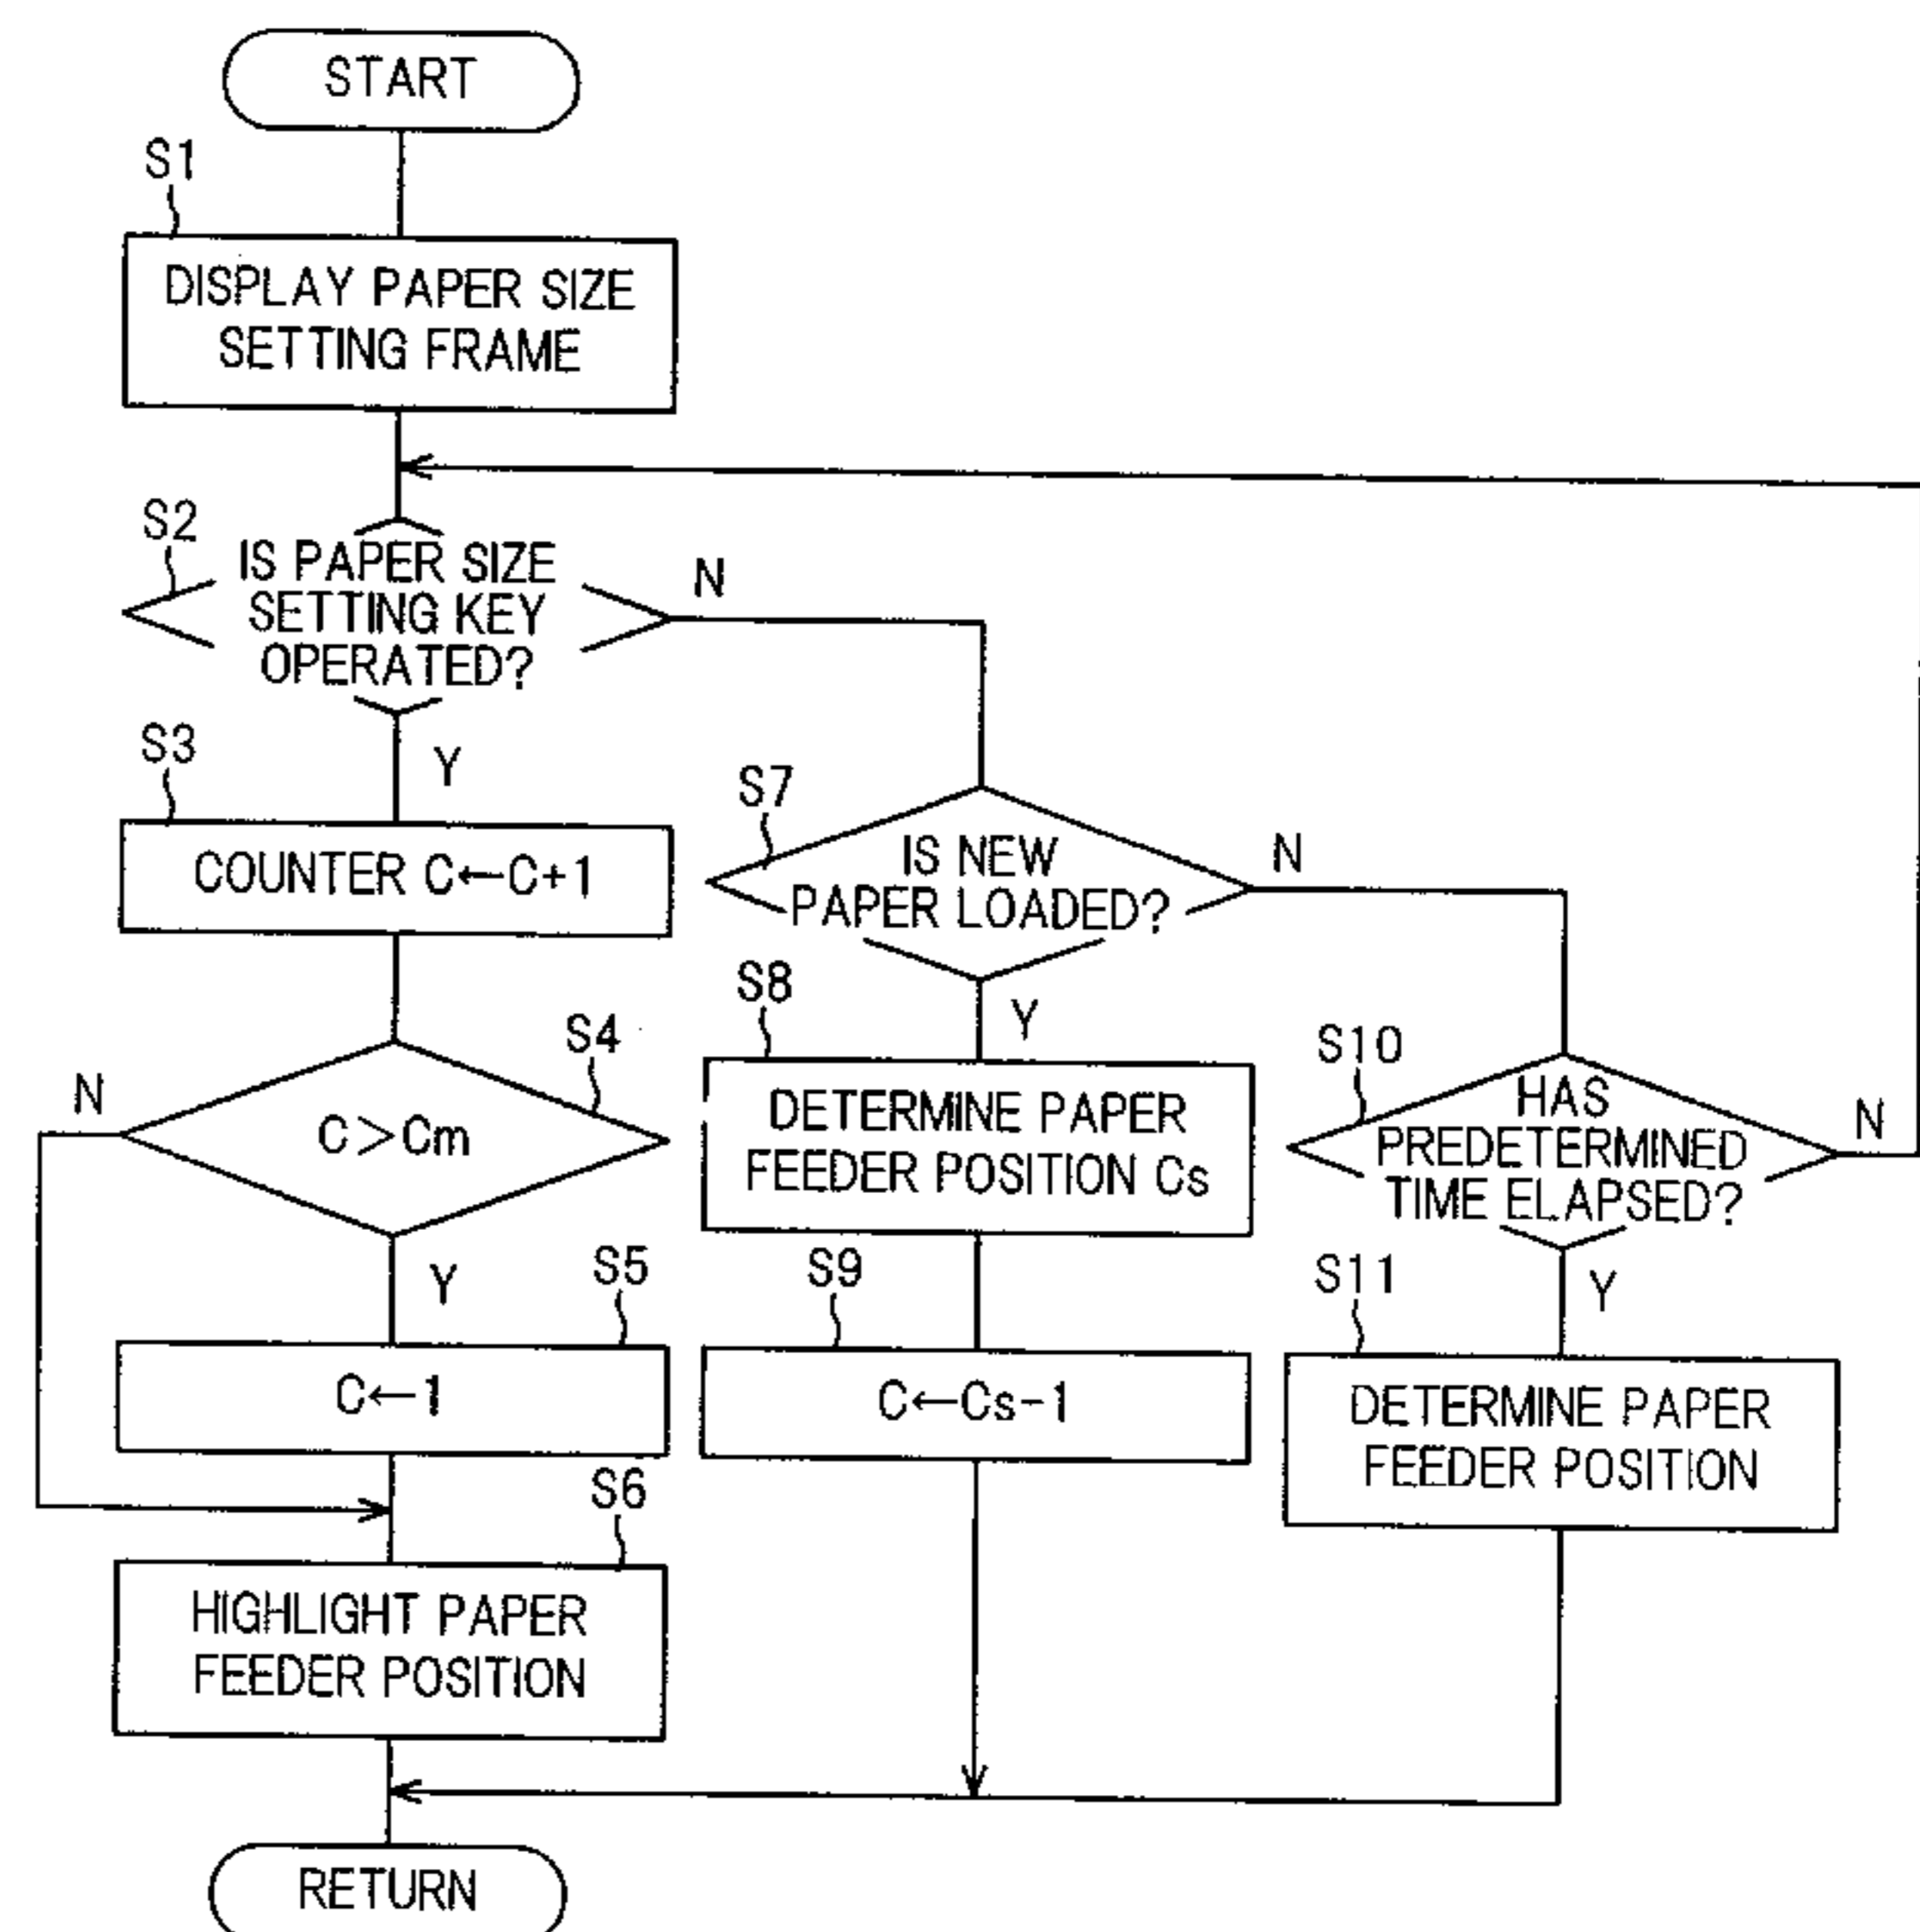 START
S1
DISPLAY PAPER SIZE
SETTING FRAME
S2
IS PAPER SIZE
SETTING KEY
OPERATED?
N
Y
S3
COUNTER C←C+1
S4
C>Cm
N
Y
S5
C←1
S6
HIGHLIGHT PAPER
FEEDER POSITION
S7
IS NEW
PAPER LOADED?
N
Y
S8
DETERMINE PAPER
FEEDER POSITION Cs
S9
C←Cs-1
S10
HAS
PREDETERMINED
TIME ELAPSED?
N
Y
S11
DETERMINE PAPER
FEEDER POSITION
RETURN